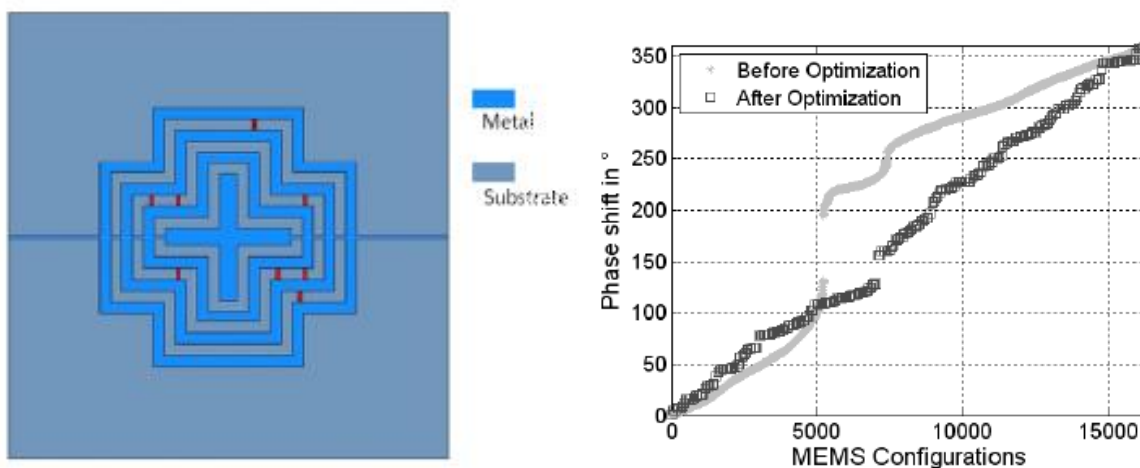 Metal
Substrate
350
300
250
200
150
100
50
0
Phase shift in °
Before Optimization
After Optimization
0
5000
10000
15000
MEMS Configurations